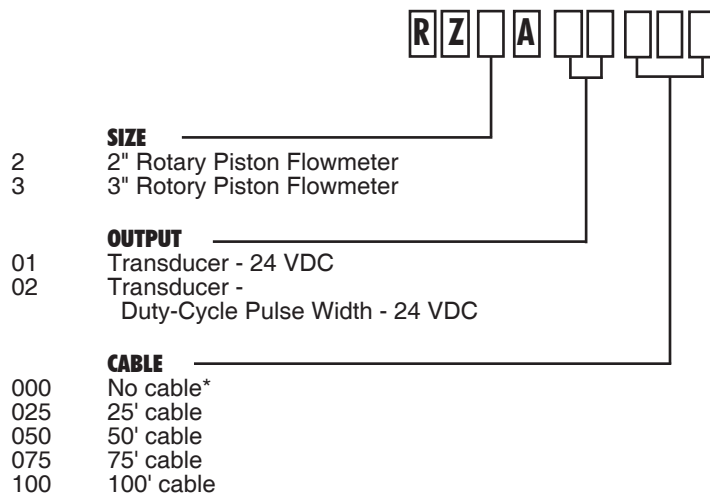 R Z A
SIZE
2 2" Rotary Piston Flowmeter
3 3" Rotory Piston Flowmeter
OUTPUT
01 Transducer - 24 VDC
02 Transducer -
Duty-Cycle Pulse Width - 24 VDC
CABLE
000 No cable*
025 25' cable
050 50' cable
075 75' cable
100 100' cable